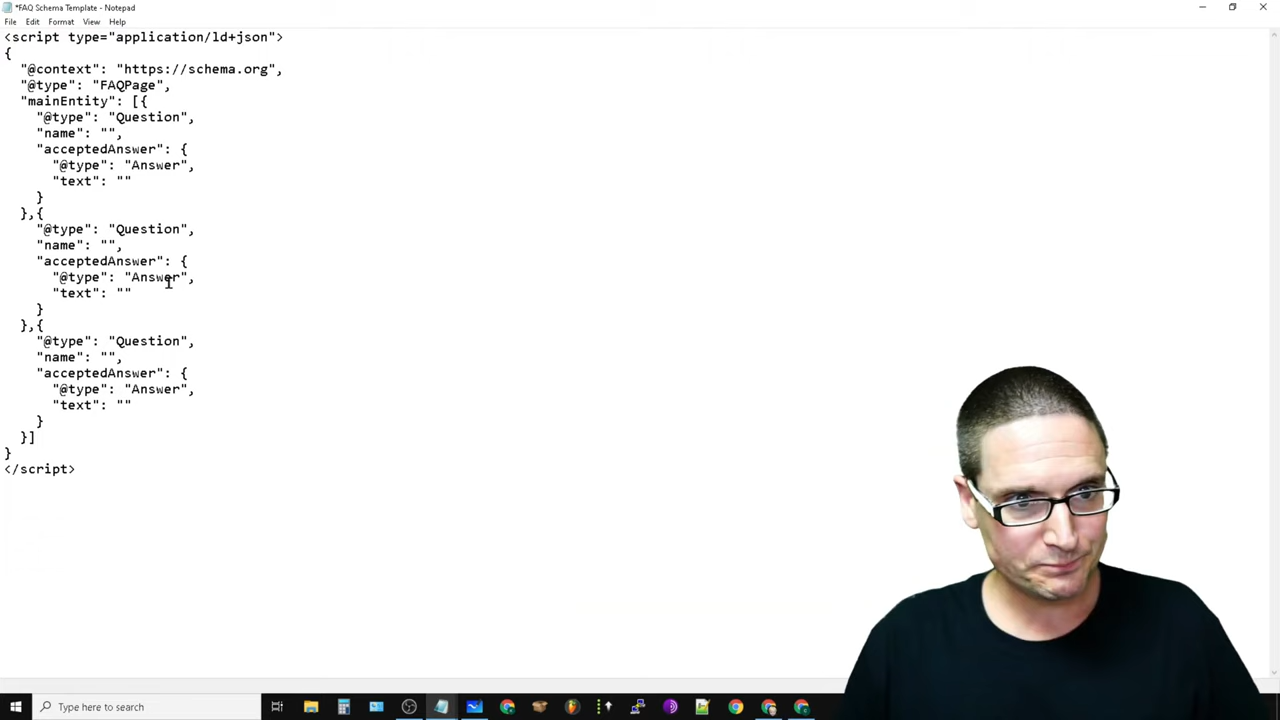 *FAQ Schema Template - Notepad
File Edit Format View Help
<script type="application/ld+json">
{
  "@context": "https://schema.org",
  "@type": "FAQPage",
  "mainEntity": [{
    "@type": "Question",
    "name": "",
    "acceptedAnswer": {
      "@type": "Answer",
      "text": ""
    }
  },{
    "@type": "Question",
    "name": "",
    "acceptedAnswer": {
      "@type": "Answer",
      "text": ""
    }
  },{
    "@type": "Question",
    "name": "",
    "acceptedAnswer": {
      "@type": "Answer",
      "text": ""
    }
  }]
}
</script>
Type here to search